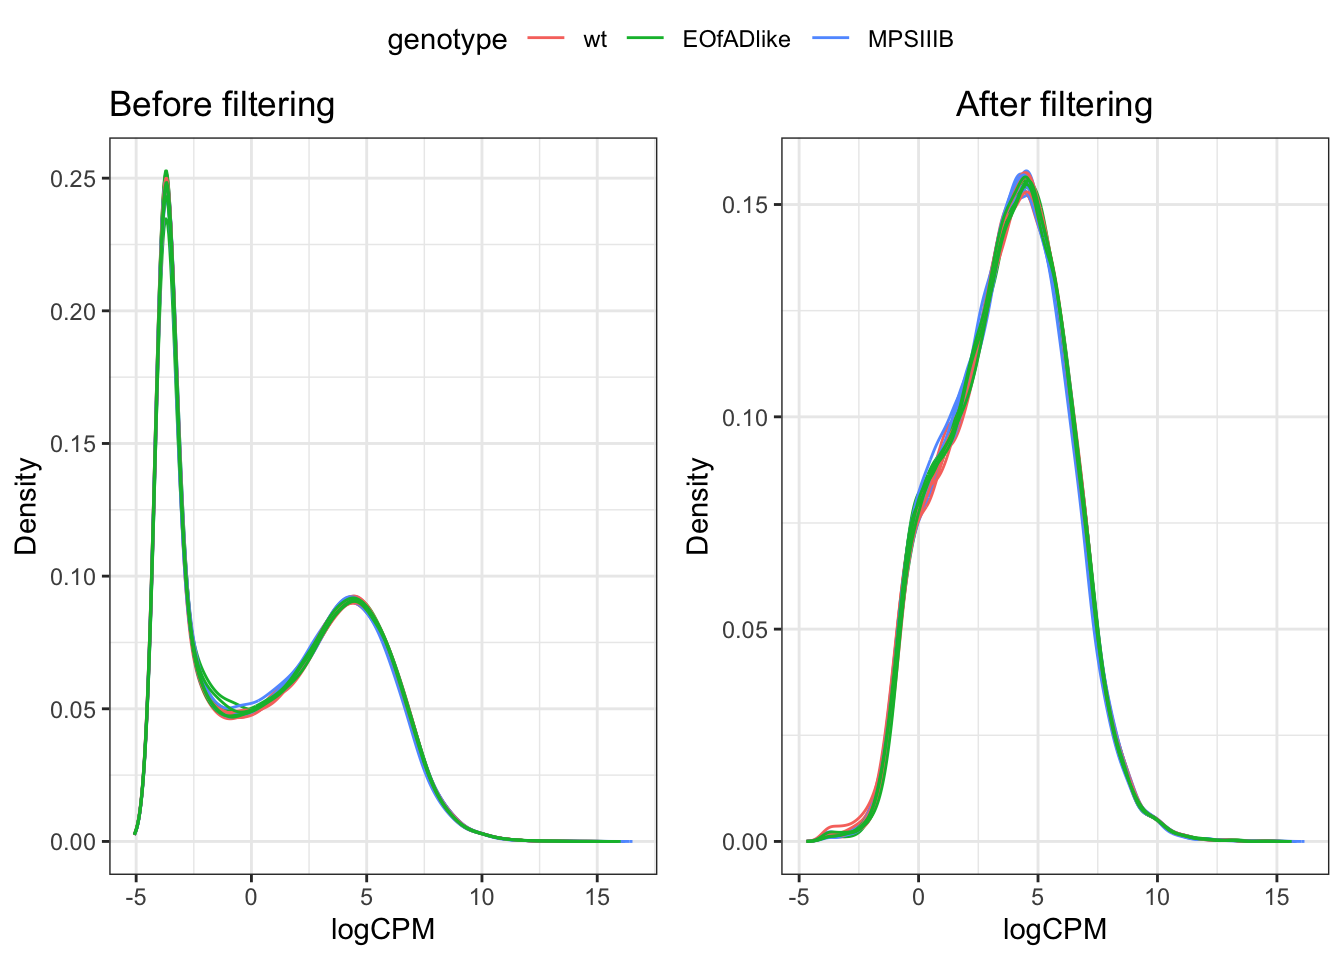 genotype wt EOfADlike MPSIIIB
Before filtering
After filtering
0.25
0.20
0.15
0.10
0.05
0.00
Density
-5 0 5 10 15
logCPM
0.15
0.10
0.05
0.00
Density
-5 0 5 10 15
logCPM